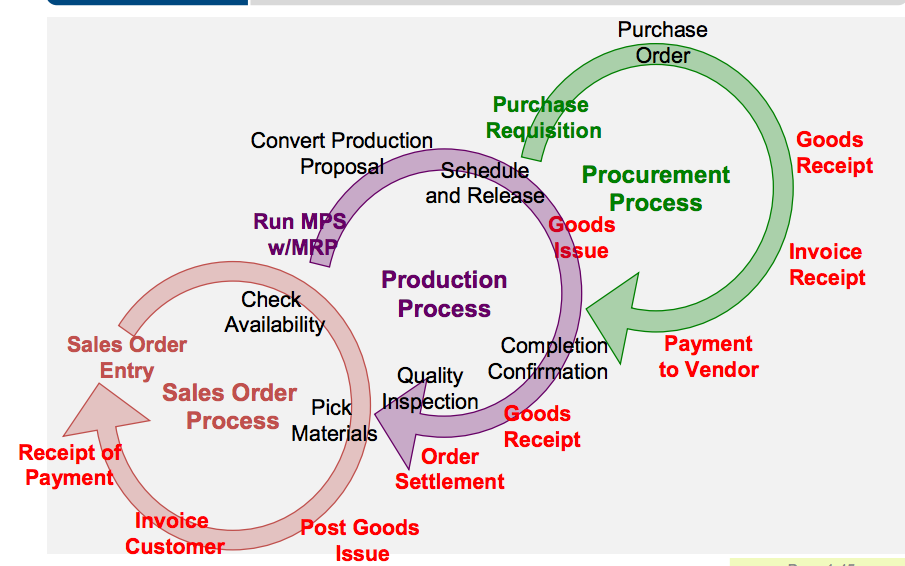 Purchase
Order
Purchase
Requisition
Goods
Receipt
Procurement
Process
Invoice
Receipt
Payment
to Vendor
Convert Production
Proposal
Schedule
and Release
Run MPS
w/MRP
Goods
Issue
Production
Process
Completion
Confirmation
Quality
Inspection
Goods
Receipt
Order
Settlement
Check
Availability
Sales Order
Entry
Sales Order
Process
Pick
Materials
Receipt of
Payment
Invoice
Customer
Post Goods
Issue